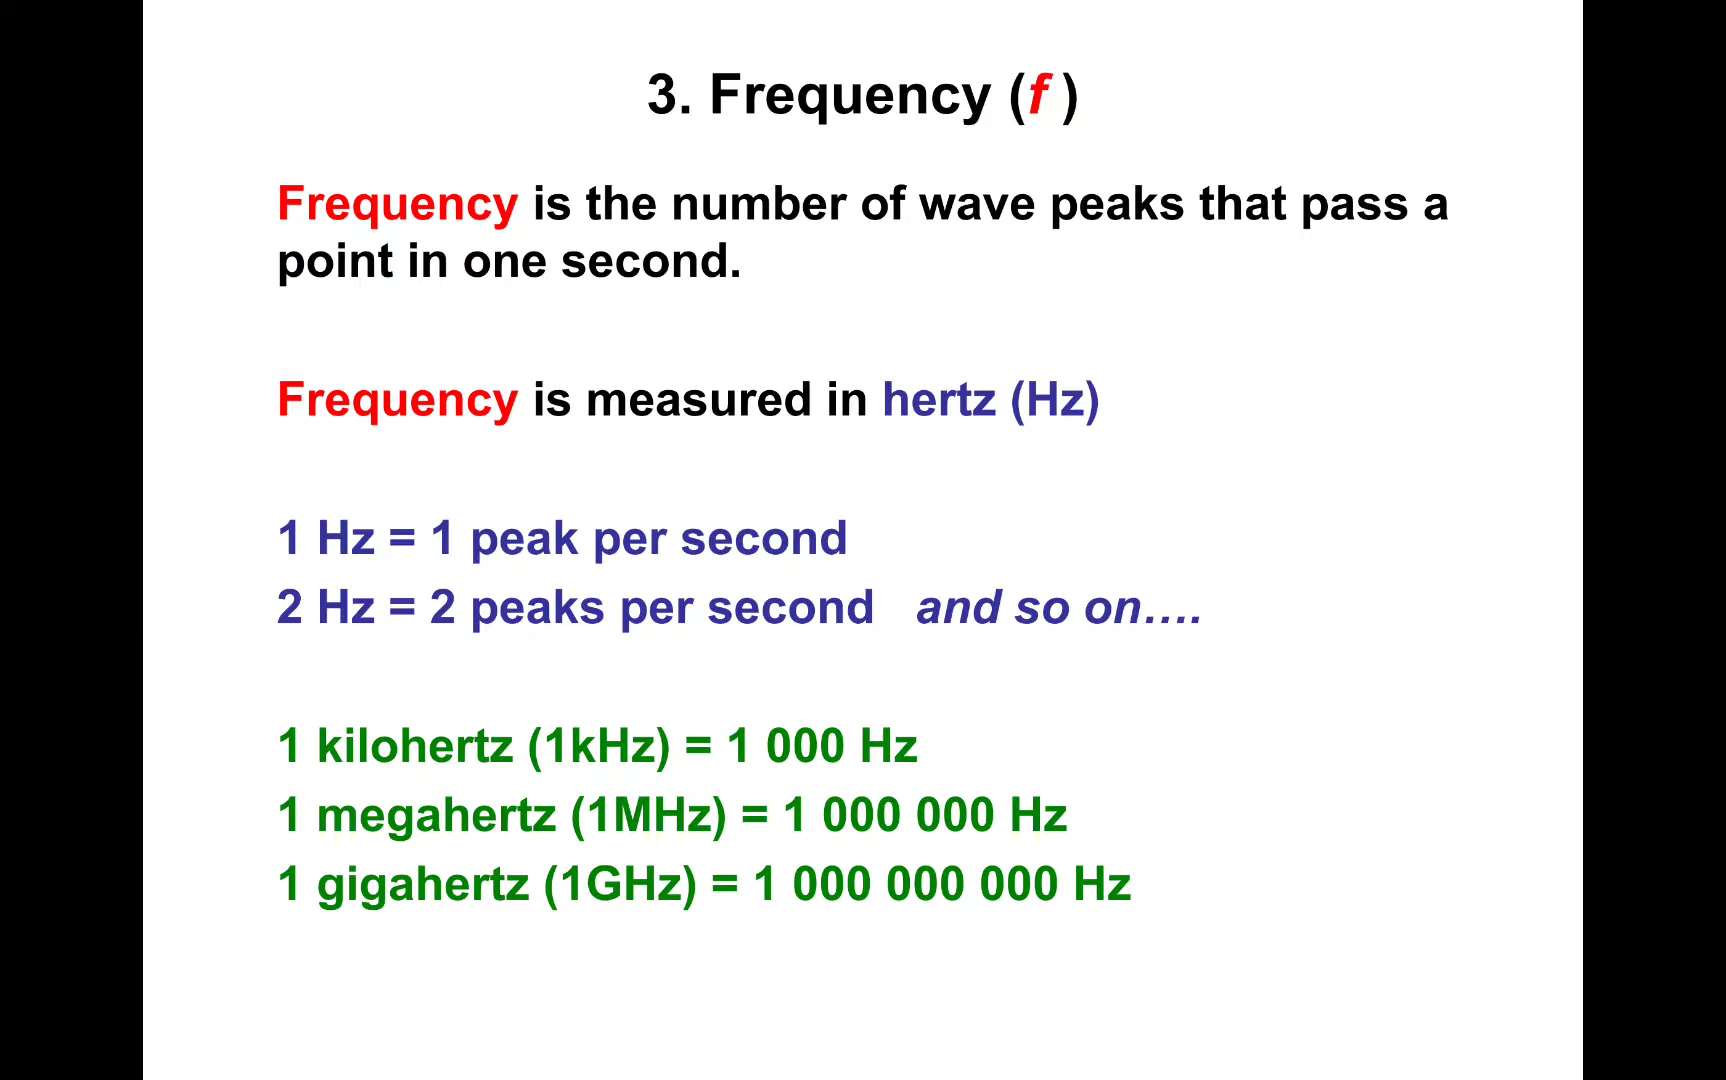 3. Frequency (f )
Frequency is the number of wave peaks that pass a
point in one second.
Frequency is measured in hertz (Hz)
1 Hz = 1 peak per second
2 Hz = 2 peaks per second and so on….
1 kilohertz (1kHz) = 1 000 Hz
1 megahertz (1MHz) = 1 000 000 Hz
1 gigahertz (1GHz) = 1 000 000 000 Hz